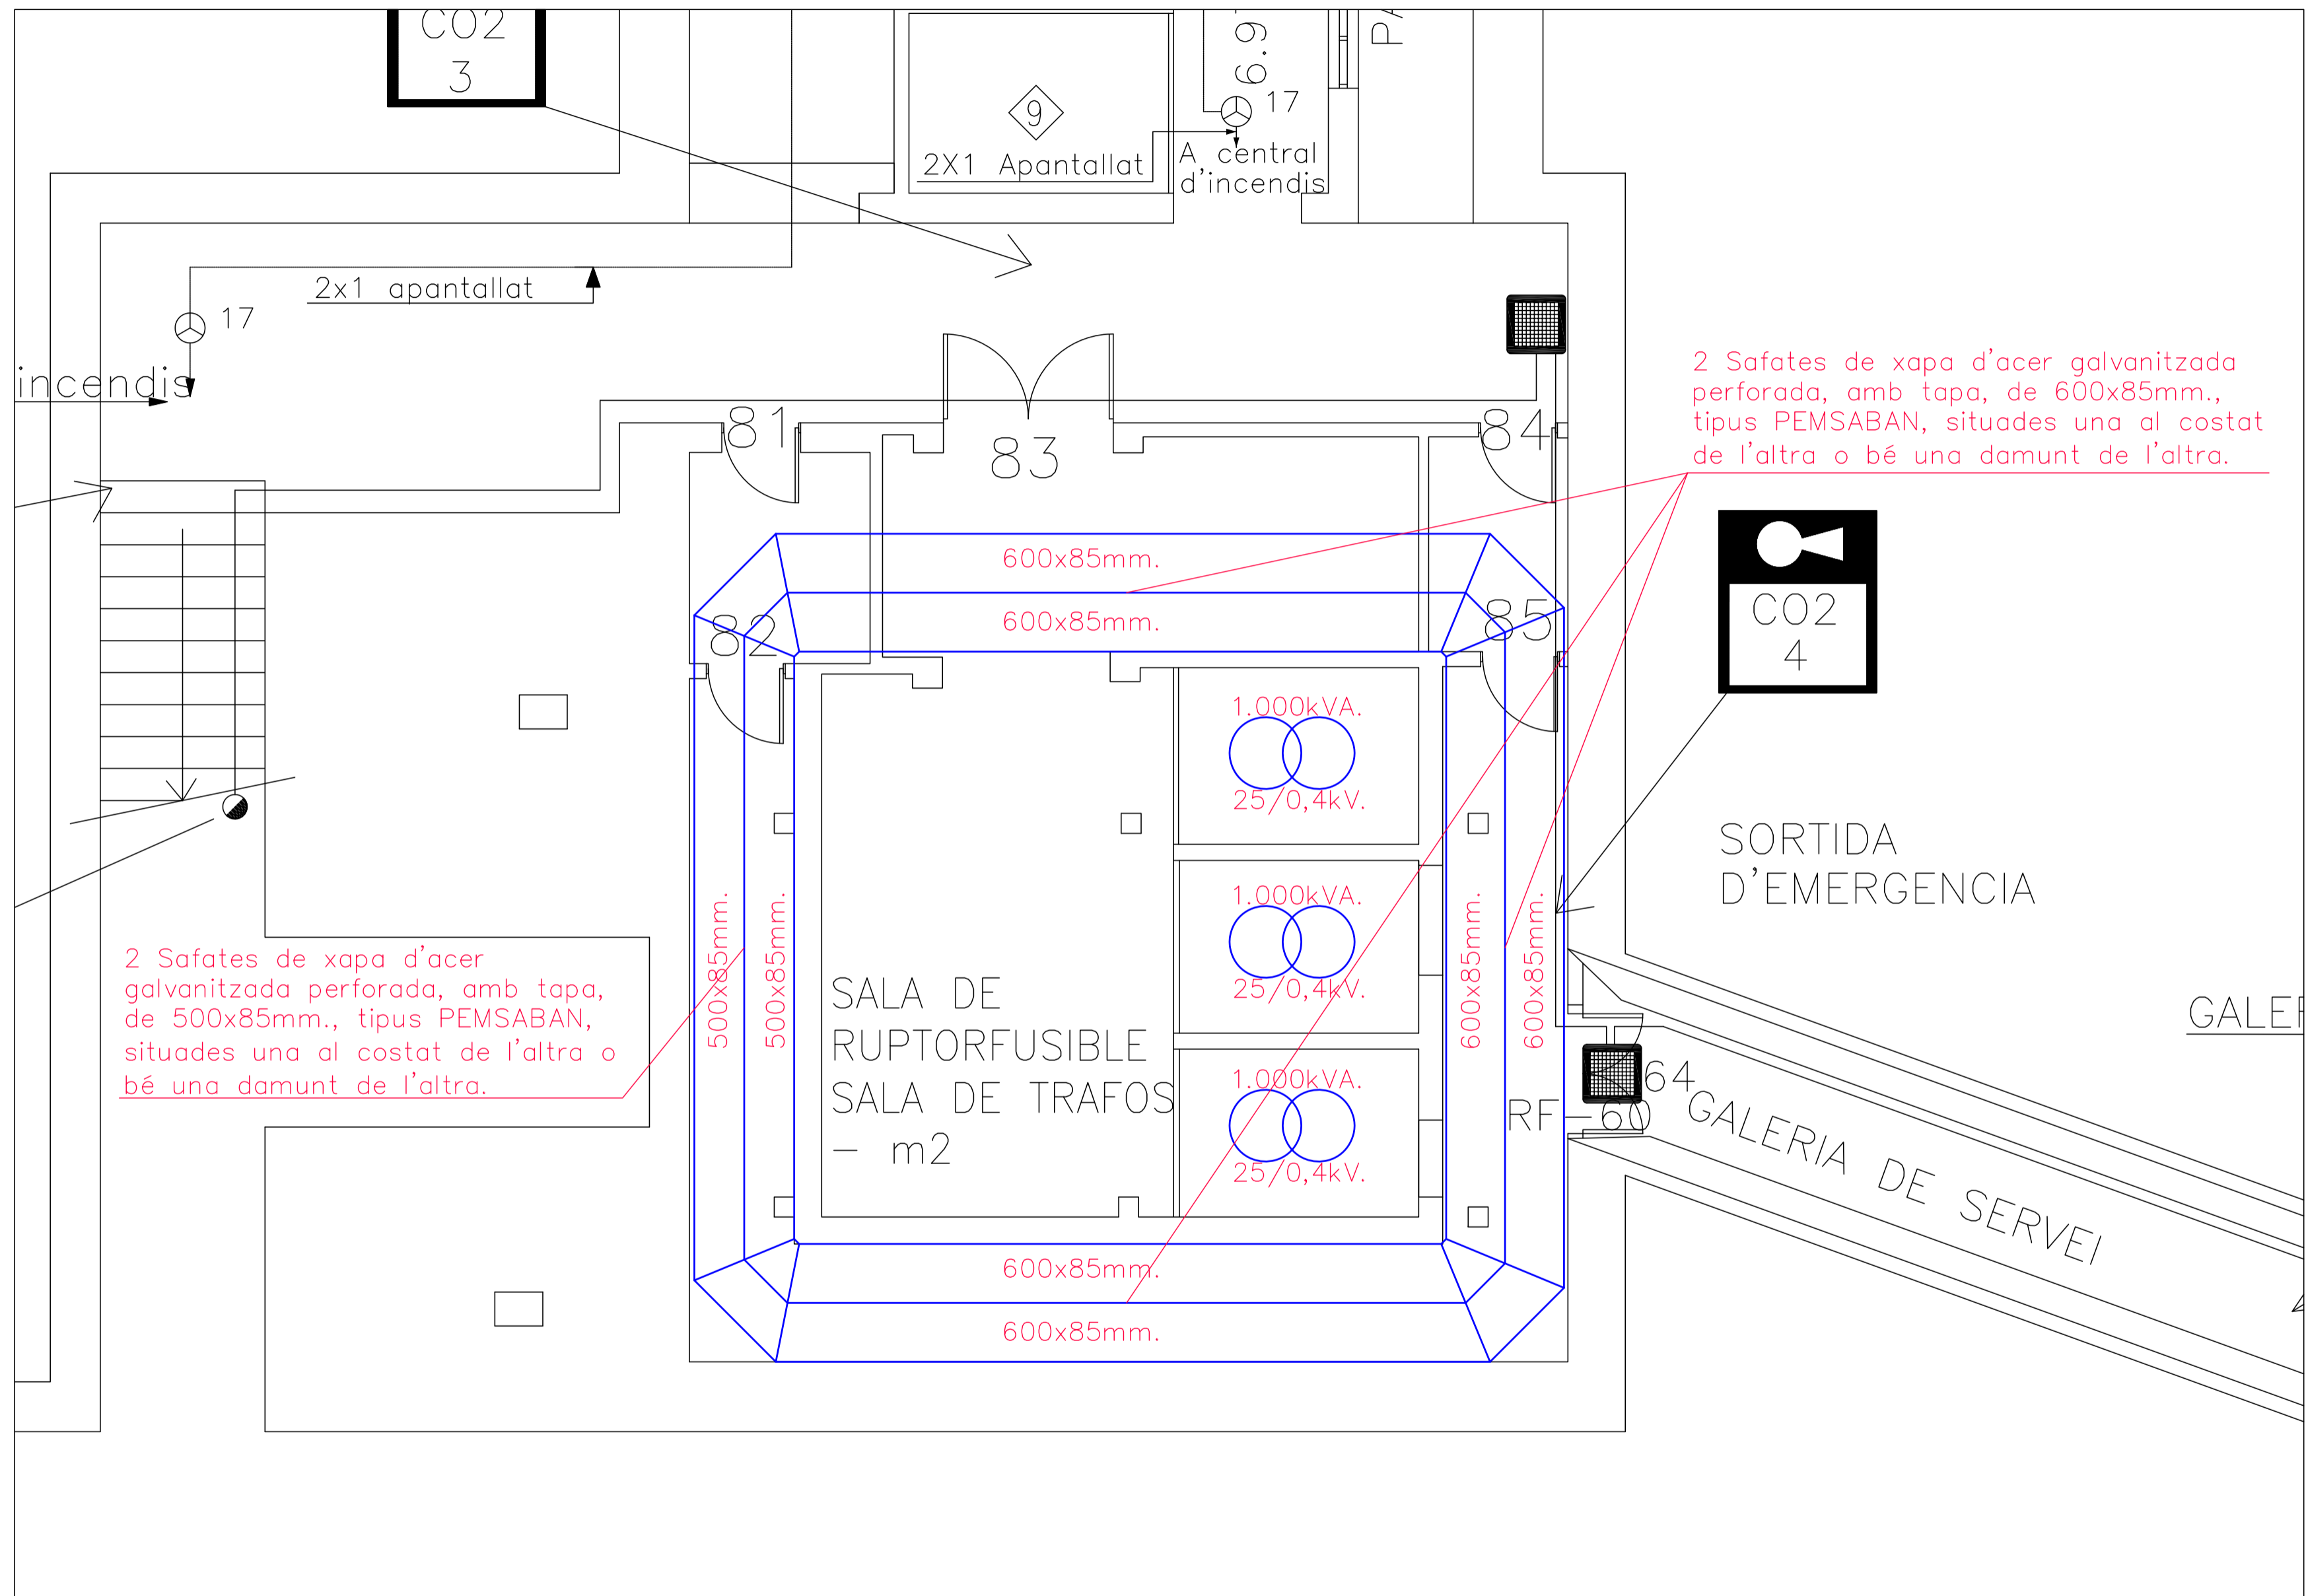 CO2
3
9
2X1 Apantallat
6.9
17
A central
d'incendis
2x1 apantallat
17
incendis
81
83
84
2 Safates de xapa d'acer galvanitzada
perforada, amb tapa, de 600x85mm.,
tipus PEMSABAN, situades una al costat
de l'altra o bé una damunt de l'altra.
600x85mm.
600x85mm.
82
85
CO2
4
1.000kVA.
25/0,4kV.
SORTIDA
D'EMERGENCIA
1.000kVA.
25/0,4kV.
500x85mm.
500x85mm.
600x85mm.
600x85mm.
2 Safates de xapa d'acer
galvanitzada perforada, amb tapa,
de 500x85mm., tipus PEMSABAN,
situades una al costat de l'altra o
bé una damunt de l'altra.
SALA DE
RUPTORFUSIBLE
SALA DE TRAFOS
– m2
1.000kVA.
25/0,4kV.
64
RF–60
GALERIA DE SERVEI
600x85mm.
600x85mm.